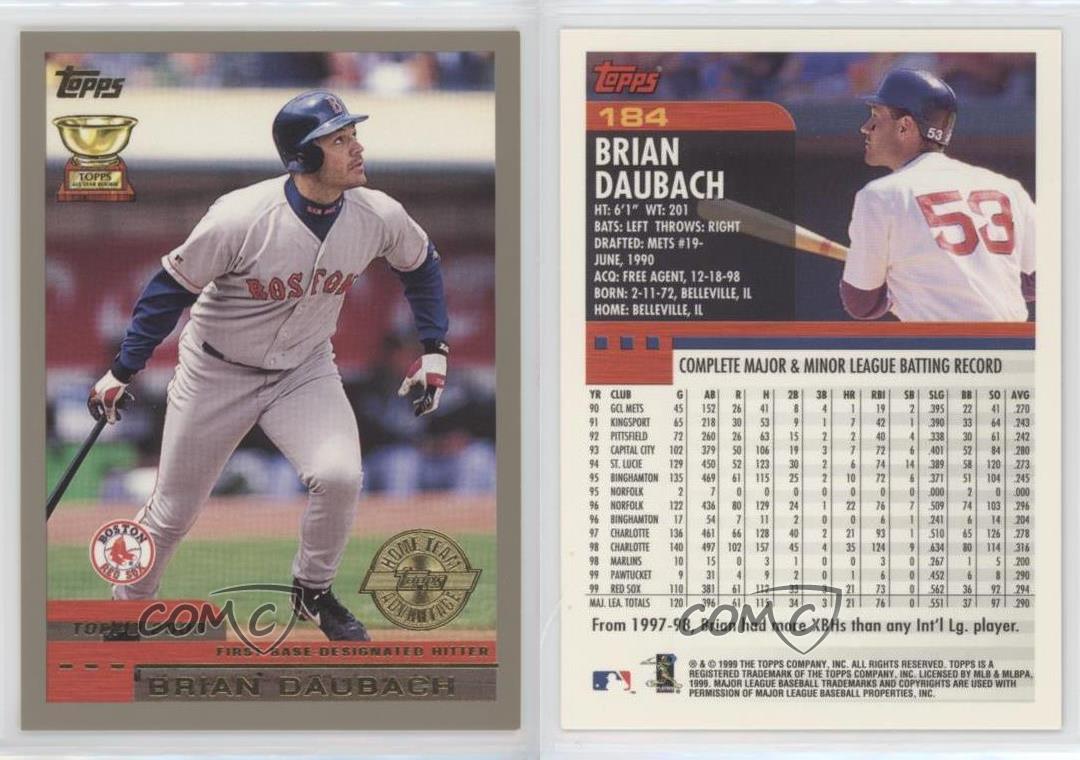 Topps
TOPPS
ALL-STAR ROOKIE
B
BOSTON
BOSTON
RED SOX
HOME TEAM
Topps
ADVANTAGE
COMC
FIRST BASE-DESIGNATED HITTER
BRIAN DAUBACH
Topps
184
BRIAN
DAUBACH
HT: 6'1" WT: 201
BATS: LEFT THROWS: RIGHT
DRAFTED: METS #19-
JUNE, 1990
ACQ: FREE AGENT, 12-18-98
BORN: 2-11-72, BELLEVILLE, IL
HOME: BELLEVILLE, IL
53
53
COMPLETE MAJOR & MINOR LEAGUE BATTING RECORD
YR CLUB G AB R H 2B 3B HR RBI SB SLG BB SO AVG
90 GCL METS 45 152 26 41 8 4 1 19 2 .395 22 41 .270
91 KINGSPORT 65 218 30 53 9 1 7 42 1 .390 33 64 .243
92 PITTSFIELD 72 260 26 63 15 2 2 40 4 .338 30 61 .242
93 CAPITAL CITY 102 379 50 106 19 3 7 72 6 .401 52 84 .280
94 ST. LUCIE 129 450 52 123 30 2 6 74 14 .389 58 120 .273
95 BINGHAMTON 135 469 61 115 25 2 10 72 6 .371 51 104 .245
95 NORFOLK 2 7 0 0 0 0 0 0 0 .000 2 0 .000
96 NORFOLK 122 436 80 129 24 1 22 76 7 .509 74 103 .296
96 BINGHAMTON 17 54 7 11 2 0 0 6 1 .241 6 14 .204
97 CHARLOTTE 136 461 66 128 40 2 21 93 1 .510 65 126 .278
98 CHARLOTTE 140 497 102 157 45 4 35 124 9 .634 80 114 .316
98 MARLINS 10 15 0 3 1 0 0 3 0 .267 1 5 .200
99 PAWTUCKET 9 31 4 9 2 0 1 6 0 .452 6 8 .290
99 RED SOX 110 381 61 112 33 3 21 73 0 .562 36 92 .294
MAJ. LEA. TOTALS 120 396 61 115 34 3 21 76 0 .551 37 97 .290
From 1997-98, Brian had more XBHs than any Int'l Lg. player.
COMC
® & © 1999 THE TOPPS COMPANY, INC. ALL RIGHTS RESERVED. TOPPS IS A
REGISTERED TRADEMARK OF THE TOPPS COMPANY, INC. LICENSED BY MLB & MLBPA,
1999. MAJOR LEAGUE BASEBALL TRADEMARKS AND COPYRIGHTS ARE USED WITH
PERMISSION OF MAJOR LEAGUE BASEBALL PROPERTIES, INC.